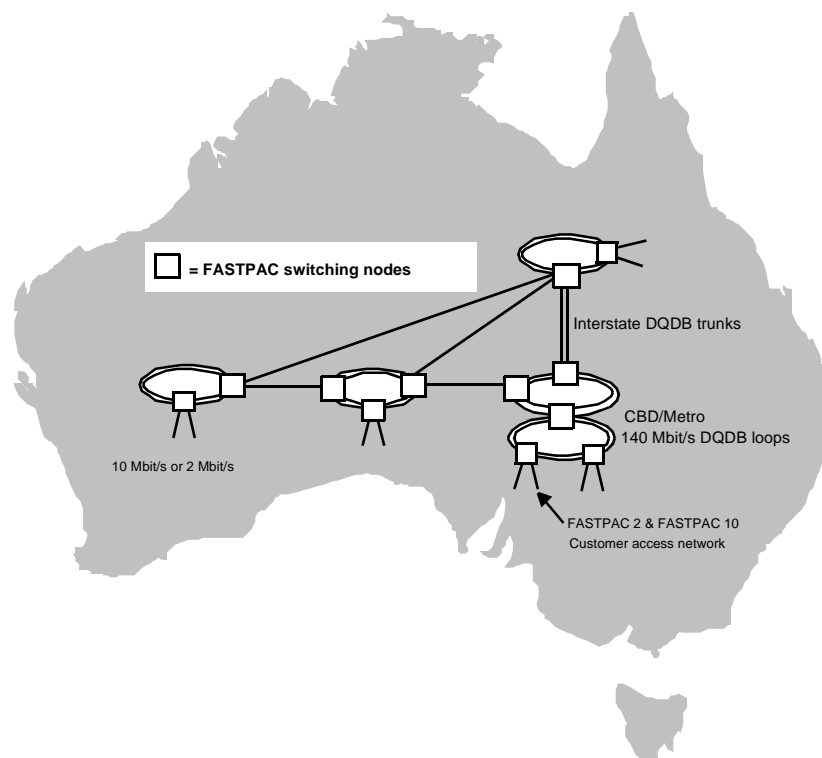 = FASTPAC switching nodes
Interstate DQDB trunks
CBD/Metro
140 Mbit/s DQDB loops
10 Mbit/s or 2 Mbit/s
FASTPAC 2 & FASTPAC 10
Customer access network